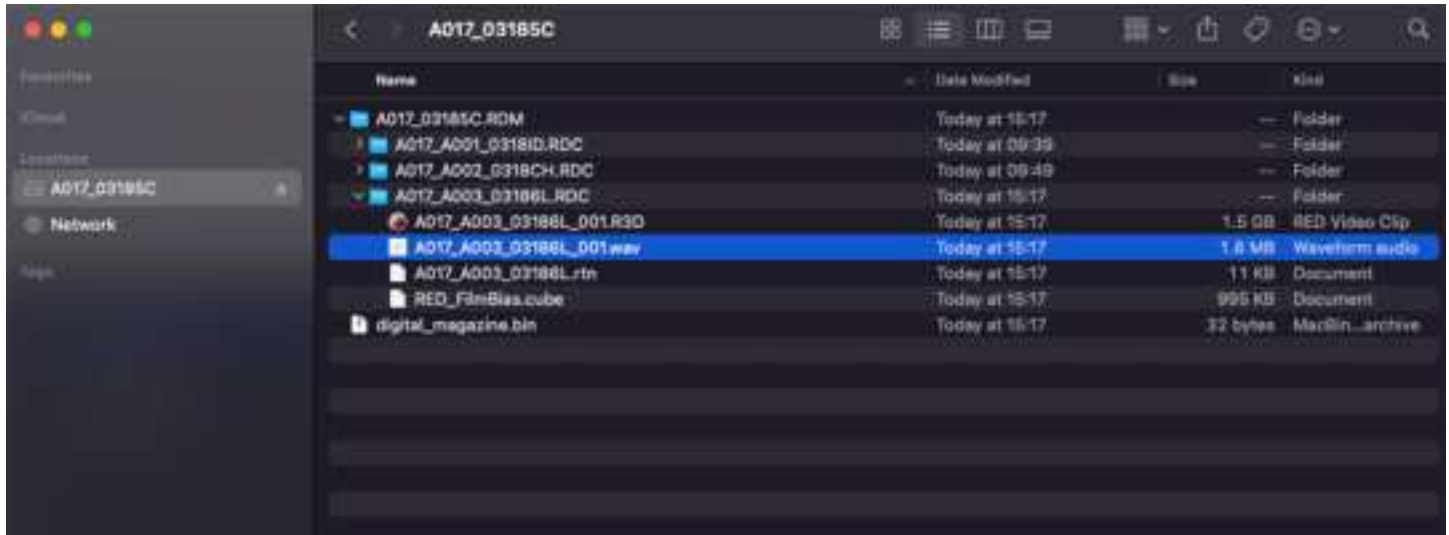 A017_03185C
Favourites
iCloud
Locations
A017_03185C
Network
Tags
Name Date Modified Size Kind
A017_03185C.RDM Today at 15:17 -- Folder
A017_A001_0318ID.RDC Today at 09:39 -- Folder
A017_A002_0318CH.RDC Today at 09:49 -- Folder
A017_A003_03186L.RDC Today at 15:17 -- Folder
A017_A003_03186L_001.R3D Today at 15:17 1.5 GB RED Video Clip
A017_A003_03186L_001.wav Today at 15:17 1.6 MB Waveform audio
A017_A003_03186L.rtn Today at 15:17 11 KB Document
RED_FilmBias.cube Today at 15:17 995 KB Document
digital_magazine.bin Today at 15:17 32 bytes MacBin...archive